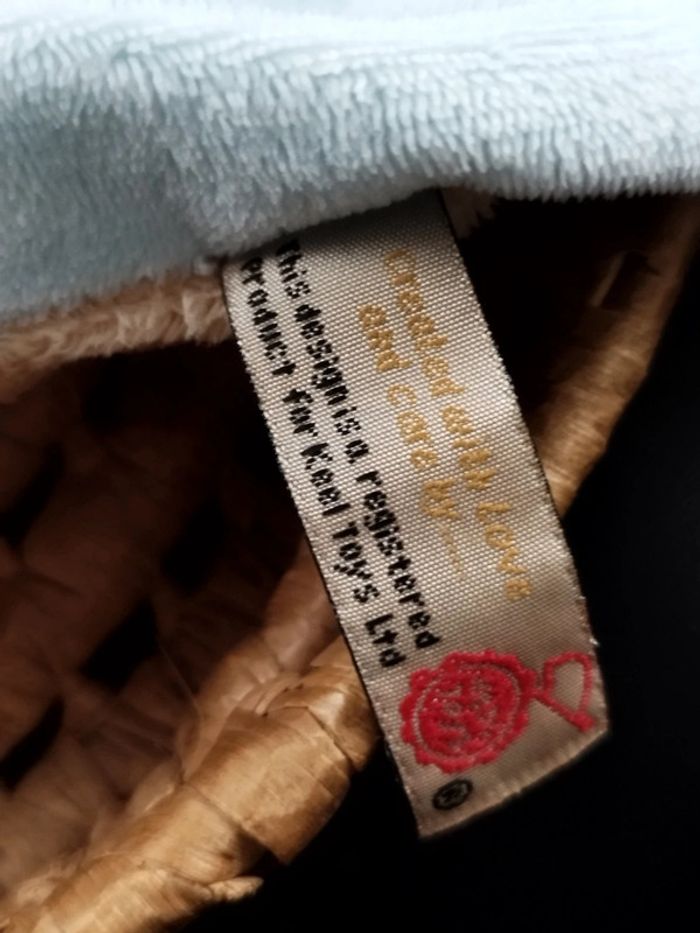 created with Love
and care by.....
This design is a registered
product for Keel Toys Ltd
®